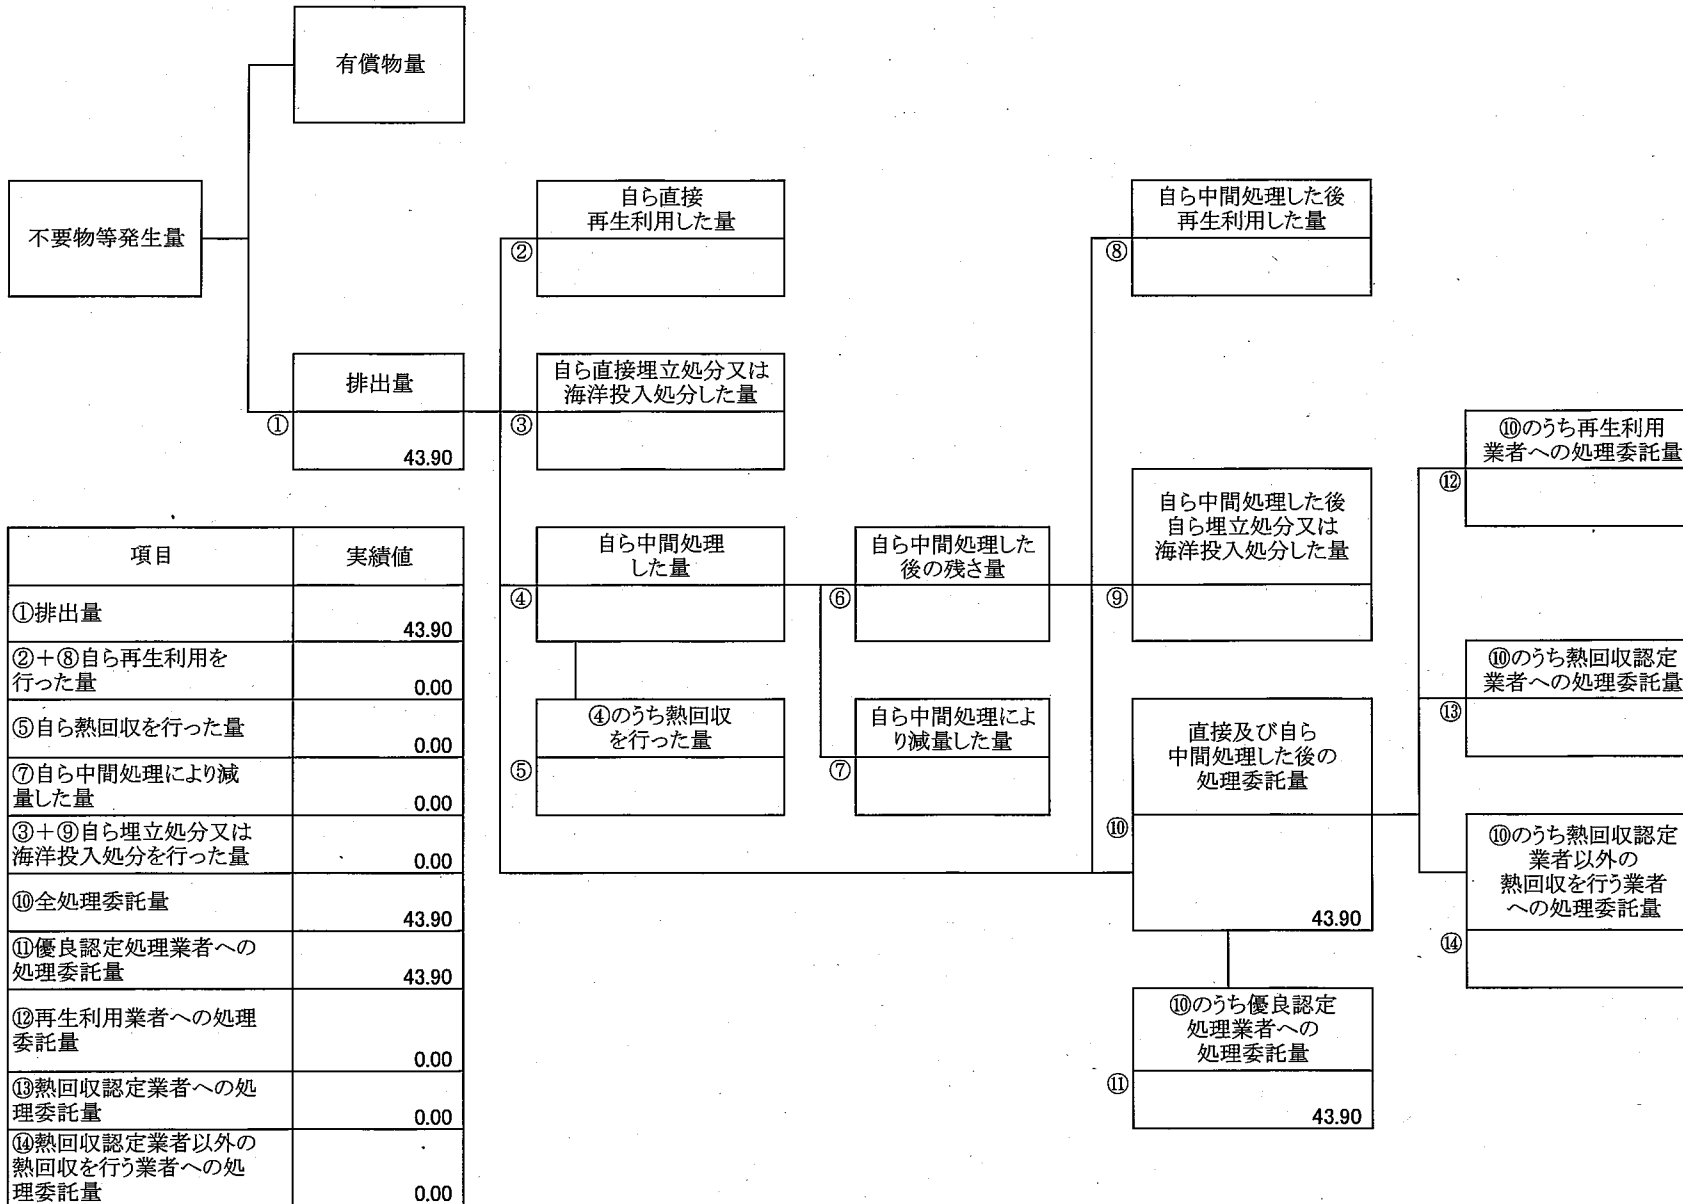 有償物量
不要物等発生量
排出量
①
43.90
自ら直接
再生利用した量
②
自ら直接埋立処分又は
海洋投入処分した量
③
自ら中間処理
した量
④
④のうち熱回収
を行った量
⑤
自ら中間処理した
後の残さ量
⑥
自ら中間処理によ
り減量した量
⑦
自ら中間処理した後
再生利用した量
⑧
自ら中間処理した後
自ら埋立処分又は
海洋投入処分した量
⑨
直接及び自ら
中間処理した後の
処理委託量
⑩
43.90
⑩のうち優良認定
処理業者への
処理委託量
⑪
43.90
⑩のうち再生利用
業者への処理委託量
⑫
⑩のうち熱回収認定
業者への処理委託量
⑬
⑩のうち熱回収認定
業者以外の
熱回収を行う業者
への処理委託量
⑭
項目 実績値
①排出量
43.90
②+⑧自ら再生利用を
行った量
0.00
⑤自ら熱回収を行った量
0.00
⑦自ら中間処理により減
量した量
0.00
③+⑨自ら埋立処分又は
海洋投入処分を行った量
0.00
⑩全処理委託量
43.90
⑪優良認定処理業者への
処理委託量
43.90
⑫再生利用業者への処理
委託量
0.00
⑬熱回収認定業者への処
理委託量
0.00
⑭熱回収認定業者以外の
熱回収を行う業者への処
理委託量
0.00